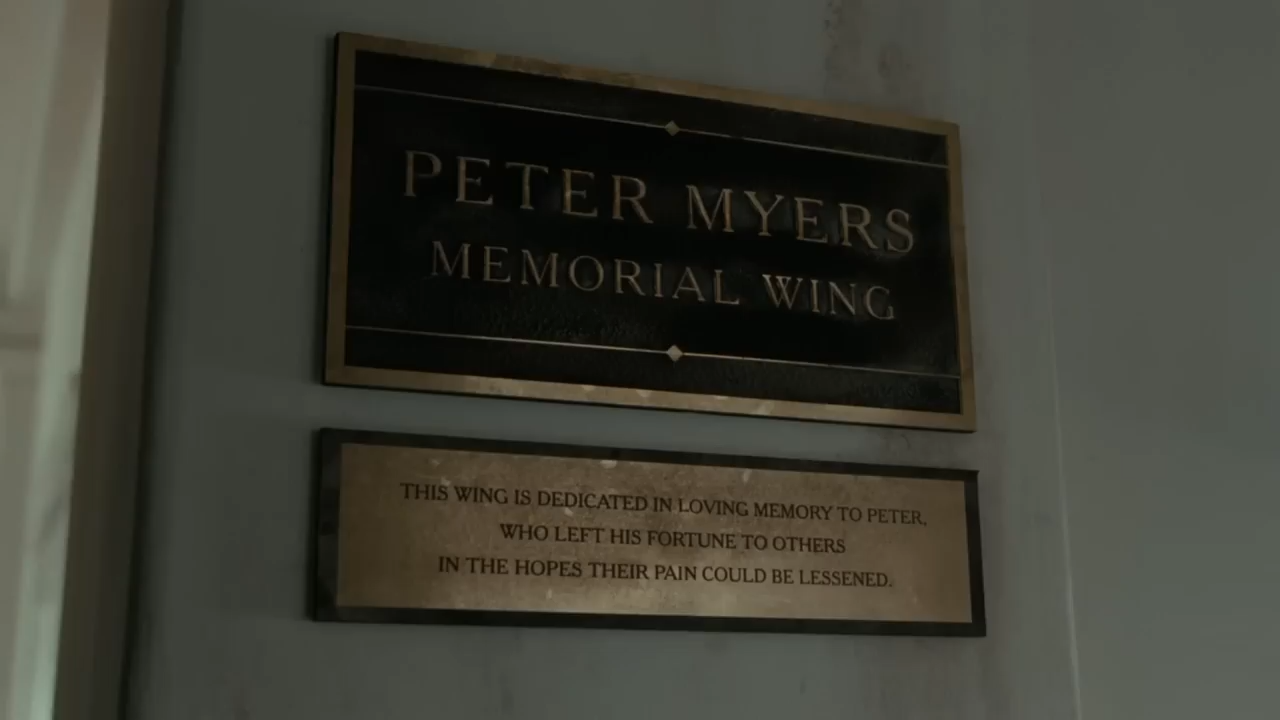 PETER MYERS
MEMORIAL WING
THIS WING IS DEDICATED IN LOVING MEMORY TO PETER,
WHO LEFT HIS FORTUNE TO OTHERS
IN THE HOPES THEIR PAIN COULD BE LESSENED.